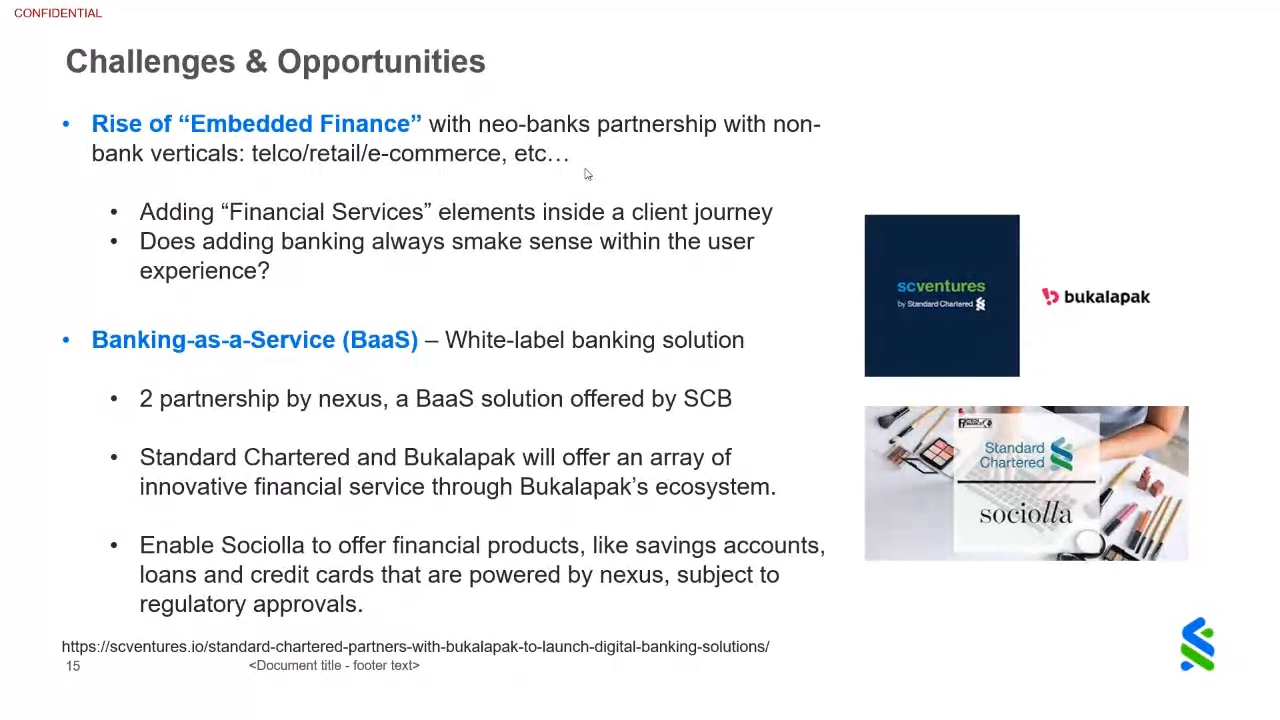 CONFIDENTIAL
Challenges & Opportunities
• Rise of “Embedded Finance” with neo-banks partnership with non-
bank verticals: telco/retail/e-commerce, etc…
• Adding “Financial Services” elements inside a client journey
• Does adding banking always smake sense within the user
experience?
• Banking-as-a-Service (BaaS) – White-label banking solution
• 2 partnership by nexus, a BaaS solution offered by SCB
• Standard Chartered and Bukalapak will offer an array of
innovative financial service through Bukalapak’s ecosystem.
• Enable Sociolla to offer financial products, like savings accounts,
loans and credit cards that are powered by nexus, subject to
regulatory approvals.
scventures
by Standard Chartered
bukalapak
Standard
Chartered
sociolla
https://scventures.io/standard-chartered-partners-with-bukalapak-to-launch-digital-banking-solutions/
15
<Document title - footer text>